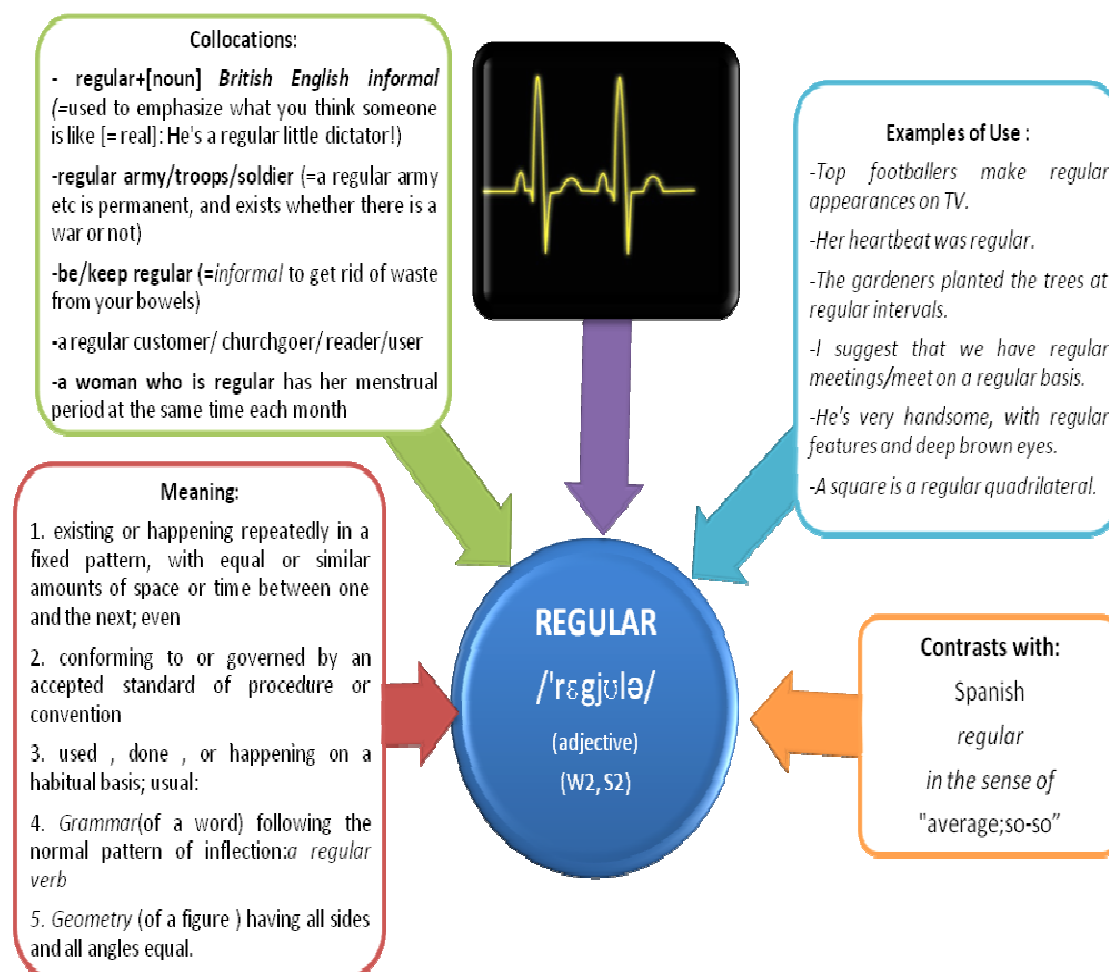 Collocations:
- regular+[noun] British English informal
(=used to emphasize what you think someone
is like [= real]: He's a regular little dictator!)
-regular army/troops/soldier (=a regular army
etc is permanent, and exists whether there is a
war or not)
-be/keep regular (=informal to get rid of waste
from your bowels)
-a regular customer/ churchgoer/ reader/user
-a woman who is regular has her menstrual
period at the same time each month
Meaning:
1. existing or happening repeatedly in a
fixed pattern, with equal or similar
amounts of space or time between one
and the next; even
2. conforming to or governed by an
accepted standard of procedure or
convention
3. used , done , or happening on a
habitual basis; usual:
4. Grammar(of a word) following the
normal pattern of inflection:a regular
verb
5. Geometry (of a figure ) having all sides
and all angles equal.
REGULAR
/'rɛgjʊlə/
(adjective)
(W2, S2)
Examples of Use :
-Top footballers make regular
appearances on TV.
-Her heartbeat was regular.
-The gardeners planted the trees at
regular intervals.
-I suggest that we have regular
meetings/meet on a regular basis.
-He's very handsome, with regular
features and deep brown eyes.
-A square is a regular quadrilateral.
Contrasts with:
Spanish
regular
in the sense of
"average;so-so”